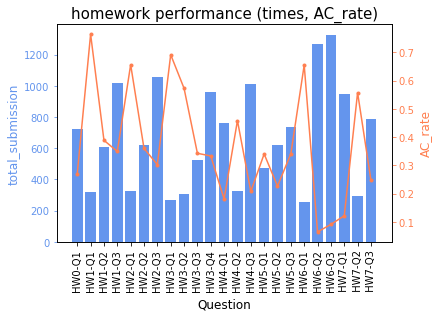 homework performance (times, AC_rate)
total_submission
1200
1000
800
600
400
200
0
0.7
0.6
0.5
0.4
0.3
0.2
0.1
AC_rate
HW0-Q1
HW1-Q1
HW1-Q2
HW1-Q3
HW2-Q1
HW2-Q2
HW2-Q3
HW3-Q1
HW3-Q2
HW3-Q3
HW3-Q4
HW4-Q1
HW4-Q2
HW4-Q3
HW5-Q1
HW5-Q2
HW5-Q3
HW6-Q1
HW6-Q2
HW6-Q3
HW7-Q1
HW7-Q2
HW7-Q3
Question